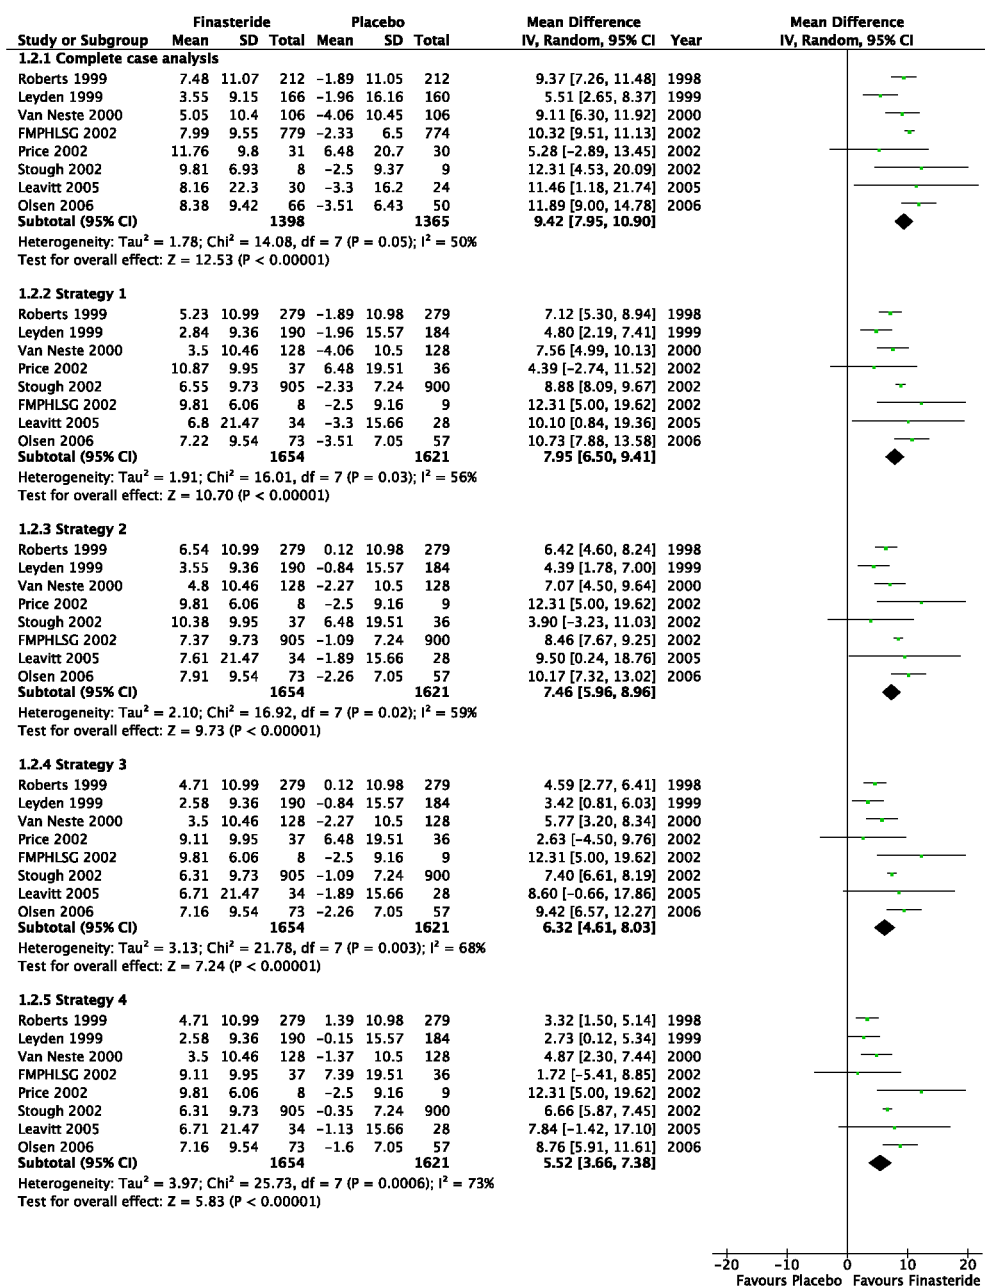 Finasteride Placebo Mean Difference Mean Difference
Study or Subgroup Mean SD Total Mean SD Total IV, Random, 95% CI Year IV, Random, 95% CI
1.2.1 Complete case analysis
Roberts 1999 7.48 11.07 212 −1.89 11.05 212 9.37 [7.26, 11.48] 1998
Leyden 1999 3.55 9.15 166 −1.96 16.16 160 5.51 [2.65, 8.37] 1999
Van Neste 2000 5.05 10.4 106 −4.06 10.45 106 9.11 [6.30, 11.92] 2000
FMPHLSG 2002 7.99 9.55 779 −2.33 6.5 774 10.32 [9.51, 11.13] 2002
Price 2002 11.76 9.8 31 6.48 20.7 30 5.28 [−2.89, 13.45] 2002
Stough 2002 9.81 6.93 8 −2.5 9.37 9 12.31 [4.53, 20.09] 2002
Leavitt 2005 8.16 22.3 30 −3.3 16.2 24 11.46 [1.18, 21.74] 2005
Olsen 2006 8.38 9.42 66 −3.51 6.43 50 11.89 [9.00, 14.78] 2006
Subtotal (95% CI) 1398 1365 9.42 [7.95, 10.90]
Heterogeneity: Tau² = 1.78; Chi² = 14.08, df = 7 (P = 0.05); I² = 50%
Test for overall effect: Z = 12.53 (P < 0.00001)
1.2.2 Strategy 1
Roberts 1999 5.23 10.99 279 −1.89 10.98 279 7.12 [5.30, 8.94] 1998
Leyden 1999 2.84 9.36 190 −1.96 15.57 184 4.80 [2.19, 7.41] 1999
Van Neste 2000 3.5 10.46 128 −4.06 10.5 128 7.56 [4.99, 10.13] 2000
Price 2002 10.87 9.95 37 6.48 19.51 36 4.39 [−2.74, 11.52] 2002
Stough 2002 6.55 9.73 905 −2.33 7.24 900 8.88 [8.09, 9.67] 2002
FMPHLSG 2002 9.81 6.06 8 −2.5 9.16 9 12.31 [5.00, 19.62] 2002
Leavitt 2005 6.8 21.47 34 −3.3 15.66 28 10.10 [0.84, 19.36] 2005
Olsen 2006 7.22 9.54 73 −3.51 7.05 57 10.73 [7.88, 13.58] 2006
Subtotal (95% CI) 1654 1621 7.95 [6.50, 9.41]
Heterogeneity: Tau² = 1.91; Chi² = 16.01, df = 7 (P = 0.03); I² = 56%
Test for overall effect: Z = 10.70 (P < 0.00001)
1.2.3 Strategy 2
Roberts 1999 6.54 10.99 279 0.12 10.98 279 6.42 [4.60, 8.24] 1998
Leyden 1999 3.55 9.36 190 −0.84 15.57 184 4.39 [1.78, 7.00] 1999
Van Neste 2000 4.8 10.46 128 −2.27 10.5 128 7.07 [4.50, 9.64] 2000
Price 2002 9.81 6.06 8 −2.5 9.16 9 12.31 [5.00, 19.62] 2002
Stough 2002 10.38 9.95 37 6.48 19.51 36 3.90 [−3.23, 11.03] 2002
FMPHLSG 2002 7.37 9.73 905 −1.09 7.24 900 8.46 [7.67, 9.25] 2002
Leavitt 2005 7.61 21.47 34 −1.89 15.66 28 9.50 [0.24, 18.76] 2005
Olsen 2006 7.91 9.54 73 −2.26 7.05 57 10.17 [7.32, 13.02] 2006
Subtotal (95% CI) 1654 1621 7.46 [5.96, 8.96]
Heterogeneity: Tau² = 2.10; Chi² = 16.92, df = 7 (P = 0.02); I² = 59%
Test for overall effect: Z = 9.73 (P < 0.00001)
1.2.4 Strategy 3
Roberts 1999 4.71 10.99 279 0.12 10.98 279 4.59 [2.77, 6.41] 1998
Leyden 1999 2.58 9.36 190 −0.84 15.57 184 3.42 [0.81, 6.03] 1999
Van Neste 2000 3.5 10.46 128 −2.27 10.5 128 5.77 [3.20, 8.34] 2000
Price 2002 9.11 9.95 37 6.48 19.51 36 2.63 [−4.50, 9.76] 2002
FMPHLSG 2002 9.81 6.06 8 −2.5 9.16 9 12.31 [5.00, 19.62] 2002
Stough 2002 6.31 9.73 905 −1.09 7.24 900 7.40 [6.61, 8.19] 2002
Leavitt 2005 6.71 21.47 34 −1.89 15.66 28 8.60 [−0.66, 17.86] 2005
Olsen 2006 7.16 9.54 73 −2.26 7.05 57 9.42 [6.57, 12.27] 2006
Subtotal (95% CI) 1654 1621 6.32 [4.61, 8.03]
Heterogeneity: Tau² = 3.13; Chi² = 21.78, df = 7 (P = 0.003); I² = 68%
Test for overall effect: Z = 7.24 (P < 0.00001)
1.2.5 Strategy 4
Roberts 1999 4.71 10.99 279 1.39 10.98 279 3.32 [1.50, 5.14] 1998
Leyden 1999 2.58 9.36 190 −0.15 15.57 184 2.73 [0.12, 5.34] 1999
Van Neste 2000 3.5 10.46 128 −1.37 10.5 128 4.87 [2.30, 7.44] 2000
FMPHLSG 2002 9.11 9.95 37 7.39 19.51 36 1.72 [−5.41, 8.85] 2002
Price 2002 9.81 6.06 8 −2.5 9.16 9 12.31 [5.00, 19.62] 2002
Stough 2002 6.31 9.73 905 −0.35 7.24 900 6.66 [5.87, 7.45] 2002
Leavitt 2005 6.71 21.47 34 −1.13 15.66 28 7.84 [−1.42, 17.10] 2005
Olsen 2006 7.16 9.54 73 −1.6 7.05 57 8.76 [5.91, 11.61] 2006
Subtotal (95% CI) 1654 1621 5.52 [3.66, 7.38]
Heterogeneity: Tau² = 3.97; Chi² = 25.73, df = 7 (P = 0.0006); I² = 73%
Test for overall effect: Z = 5.83 (P < 0.00001)
−20 −10 0 10 20
Favours Placebo Favours Finasteride